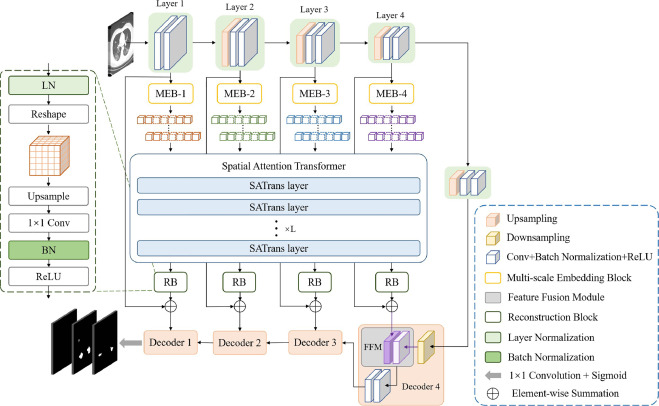 Layer 1
Layer 2
Layer 3
Layer 4
LN
Reshape
Upsample
1×1 Conv
BN
ReLU
MEB-1
MEB-2
MEB-3
MEB-4
Spatial Attention Transformer
SATrans layer
SATrans layer
×L
SATrans layer
RB
RB
RB
RB
Decoder 1
Decoder 2
Decoder 3
FFM
Decoder 4
Upsampling
Downsampling
Conv+Batch Normalization+ReLU
Multi-scale Embedding Block
Feature Fusion Module
Reconstruction Block
Layer Normalization
Batch Normalization
1×1 Convolution + Sigmoid
Element-wise Summation